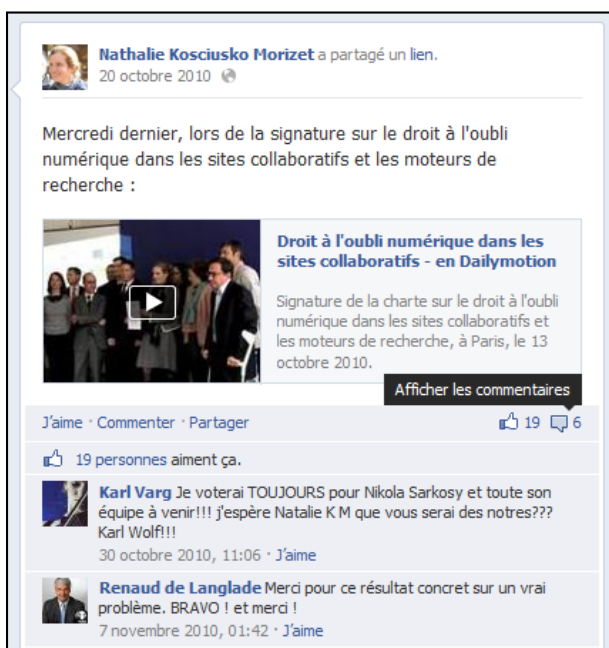 Nathalie Kosciusko Morizet a partagé un lien.
20 octobre 2010
Mercredi dernier, lors de la signature sur le droit à l'oubli
numérique dans les sites collaboratifs et les moteurs de
recherche :
Droit à l'oubli numérique dans les
sites collaboratifs - en Dailymotion
Signature de la charte sur le droit à l'oubli
numérique dans les sites collaboratifs et
les moteurs de recherche, à Paris, le 13
octobre 2010.
Afficher les commentaires
J'aime · Commenter · Partager 19 6
19 personnes aiment ça.
Karl Varg Je voterai TOUJOURS pour Nikola Sarkosy et toute son
équipe à venir!!! j'espère Natalie K M que vous serai des notres???
Karl Wolf!!!
30 octobre 2010, 11:06 · J'aime
Renaud de Langlade Merci pour ce résultat concret sur un vrai
problème. BRAVO ! et merci !
7 novembre 2010, 01:42 · J'aime